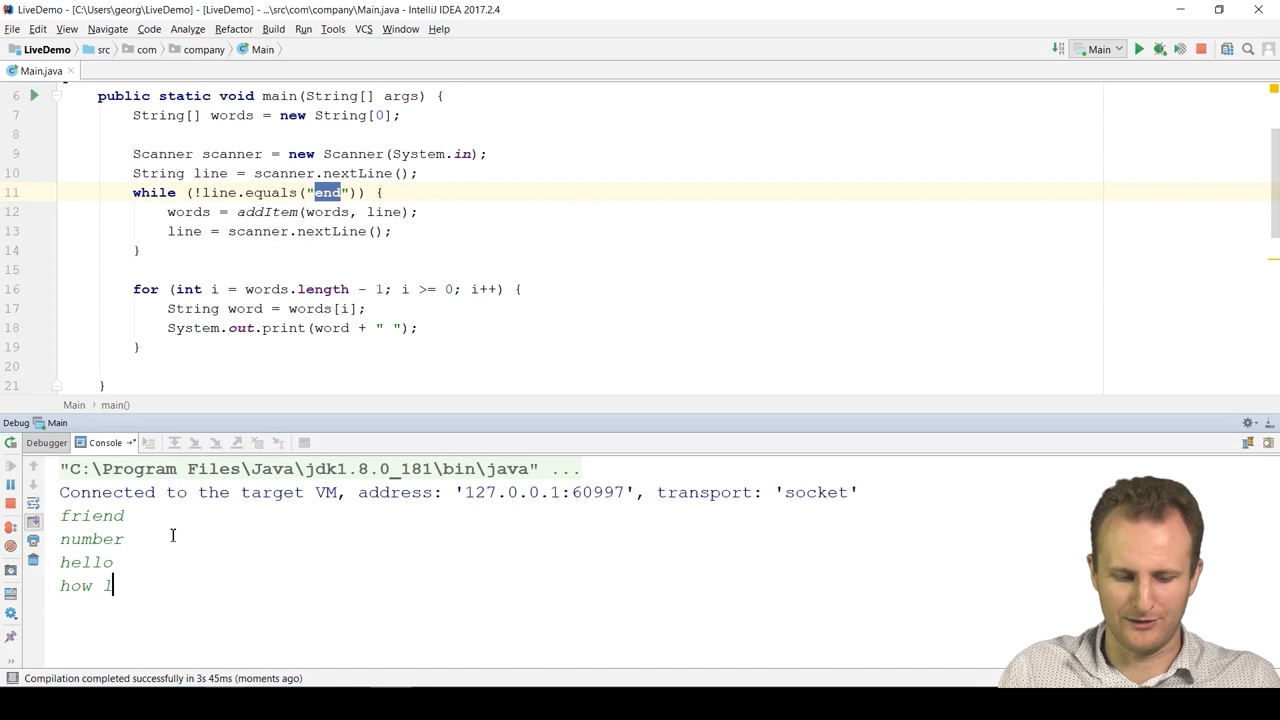 LiveDemo - [C:\Users\georg\LiveDemo] - [LiveDemo] - ...\src\com\company\Main.java - IntelliJ IDEA 2017.2.4
File Edit View Navigate Code Analyze Refactor Build Run Tools VCS Window Help
LiveDemo src com company Main Main
Main.java
6 public static void main(String[] args) {
7 String[] words = new String[0];
8
9 Scanner scanner = new Scanner(System.in);
10 String line = scanner.nextLine();
11 while (!line.equals("end")) {
12 words = addItem(words, line);
13 line = scanner.nextLine();
14 }
15
16 for (int i = words.length - 1; i >= 0; i++) {
17 String word = words[i];
18 System.out.print(word + " ");
19 }
20
21 }
Main › main()
Debug Main
Debugger Console
"C:\Program Files\Java\jdk1.8.0_181\bin\java" ...
Connected to the target VM, address: '127.0.0.1:60997', transport: 'socket'
friend
number
hello
how l
Compilation completed successfully in 3s 45ms (moments ago)